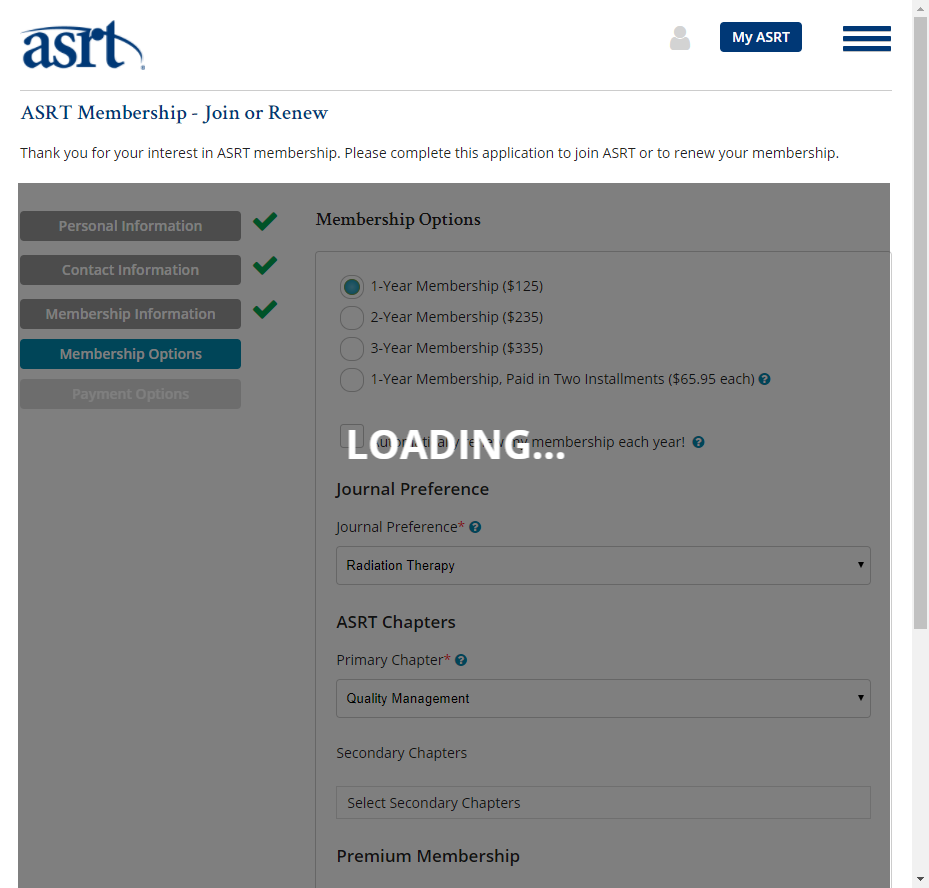 asrt
My ASRT
ASRT Membership - Join or Renew
Thank you for your interest in ASRT membership. Please complete this application to join ASRT or to renew your membership.
Personal Information
Contact Information
Membership Information
Membership Options
Payment Options
Membership Options
1-Year Membership ($125)
2-Year Membership ($235)
3-Year Membership ($335)
1-Year Membership, Paid in Two Installments ($65.95 each)
Automatically renew my membership each year!
LOADING...
Journal Preference
Journal Preference*
Radiation Therapy
ASRT Chapters
Primary Chapter*
Quality Management
Secondary Chapters
Select Secondary Chapters
Premium Membership